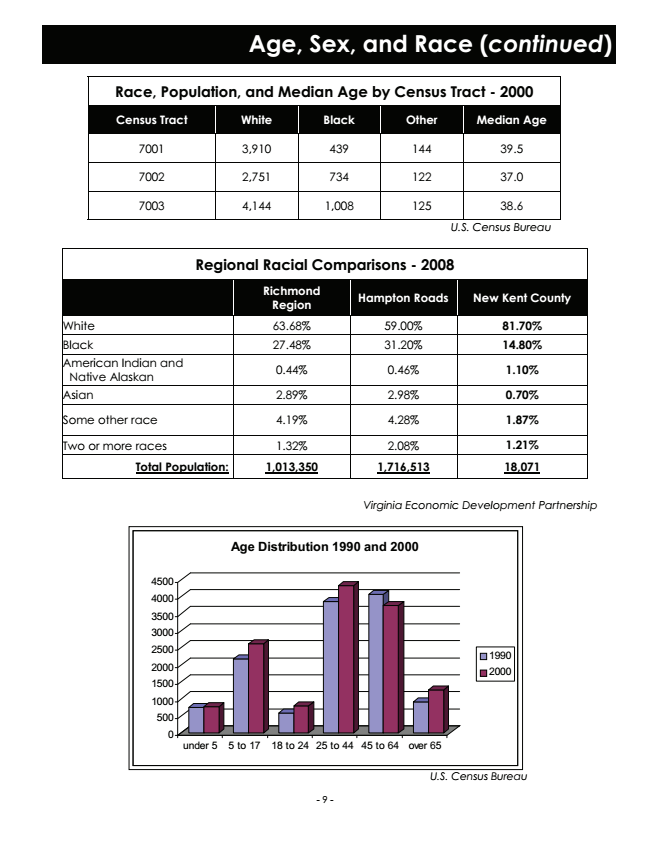 Age, Sex, and Race (continued)
Race, Population, and Median Age by Census Tract - 2000
Census Tract White Black Other Median Age
7001 3,910 439 144 39.5
7002 2,751 734 122 37.0
7003 4,144 1,008 125 38.6
U.S. Census Bureau
Regional Racial Comparisons - 2008
Richmond
Region Hampton Roads New Kent County
White 63.68% 59.00% 81.70%
Black 27.48% 31.20% 14.80%
American Indian and
Native Alaskan 0.44% 0.46% 1.10%
Asian 2.89% 2.98% 0.70%
Some other race 4.19% 4.28% 1.87%
Two or more races 1.32% 2.08% 1.21%
Total Population: 1,013,350 1,716,513 18,071
Virginia Economic Development Partnership
Age Distribution 1990 and 2000
4500
4000
3500
3000
2500
2000
1500
1000
500
0
under 5 5 to 17 18 to 24 25 to 44 45 to 64 over 65
1990
2000
U.S. Census Bureau
- 9 -